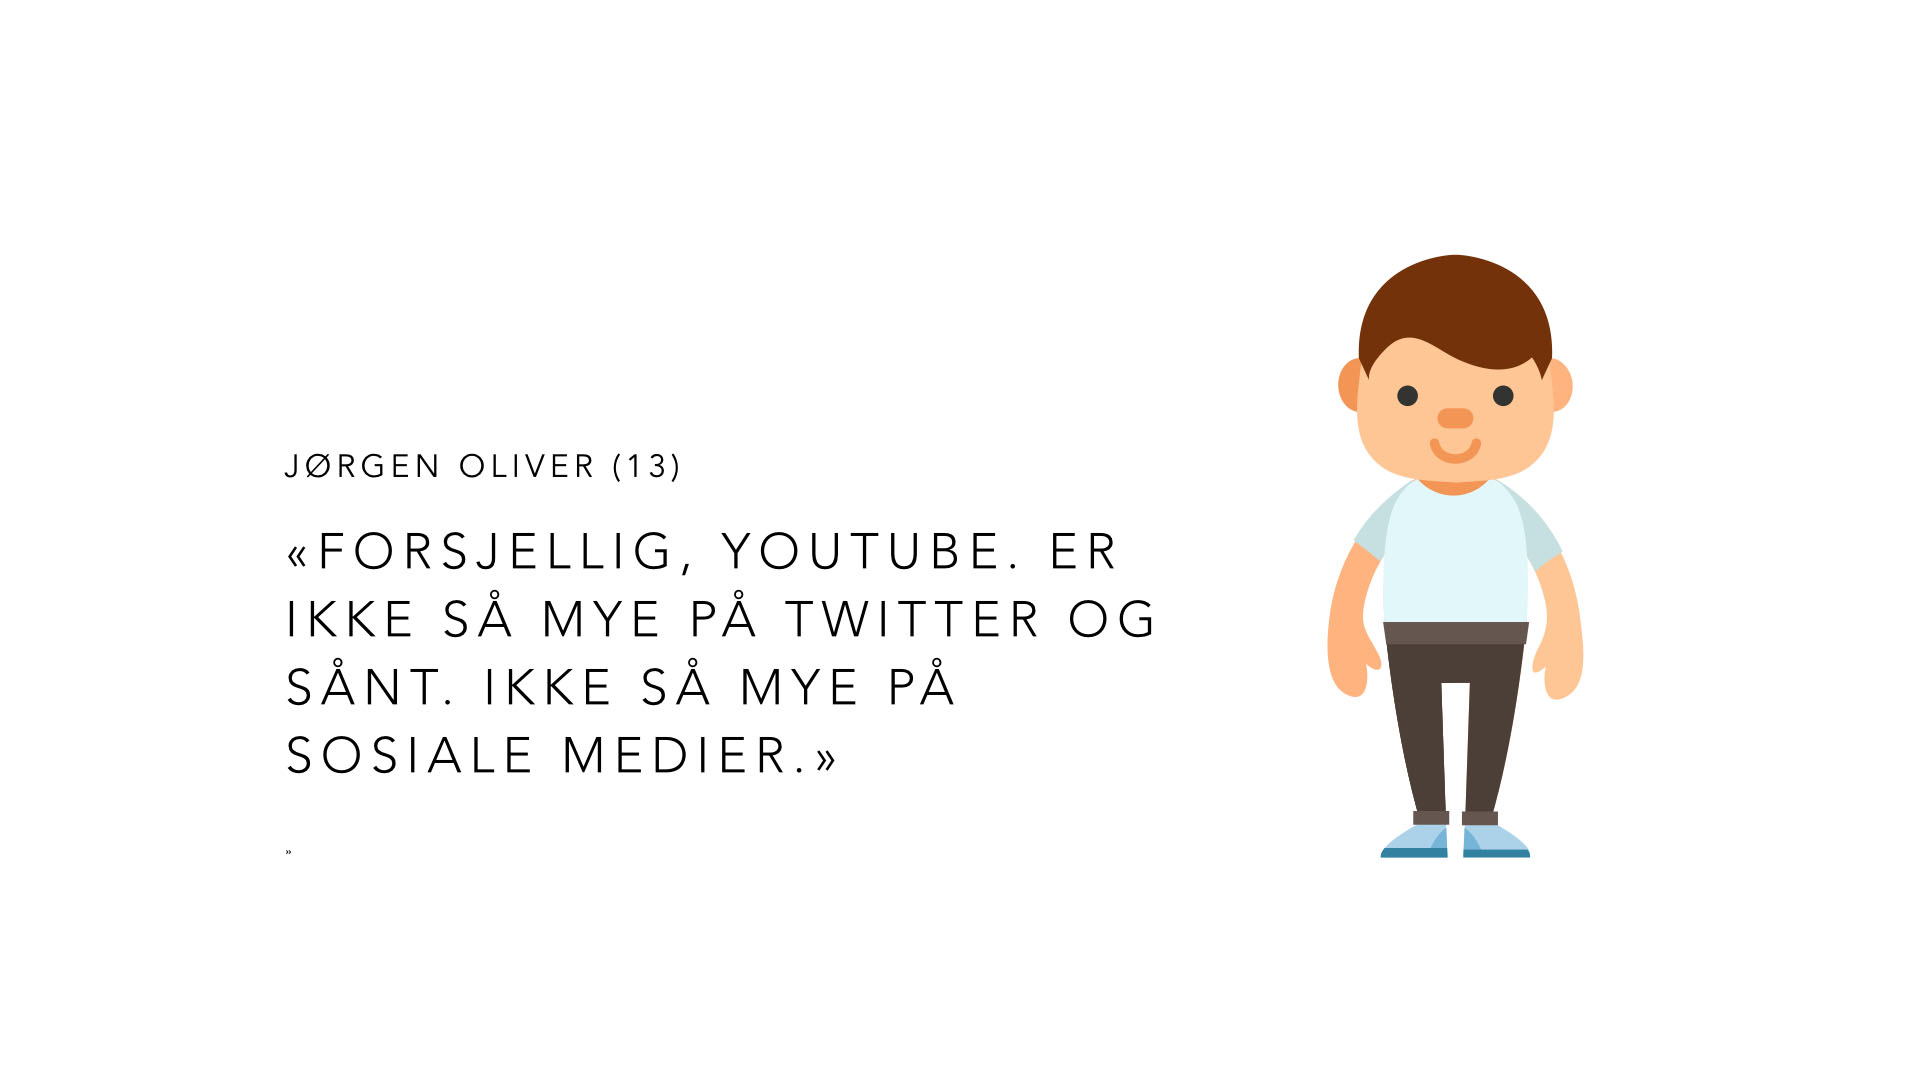 JØRGEN OLIVER (13)
«FORSJELLIG, YOUTUBE. ER
IKKE SÅ MYE PÅ TWITTER OG
SÅNT. IKKE SÅ MYE PÅ
SOSIALE MEDIER.»
»